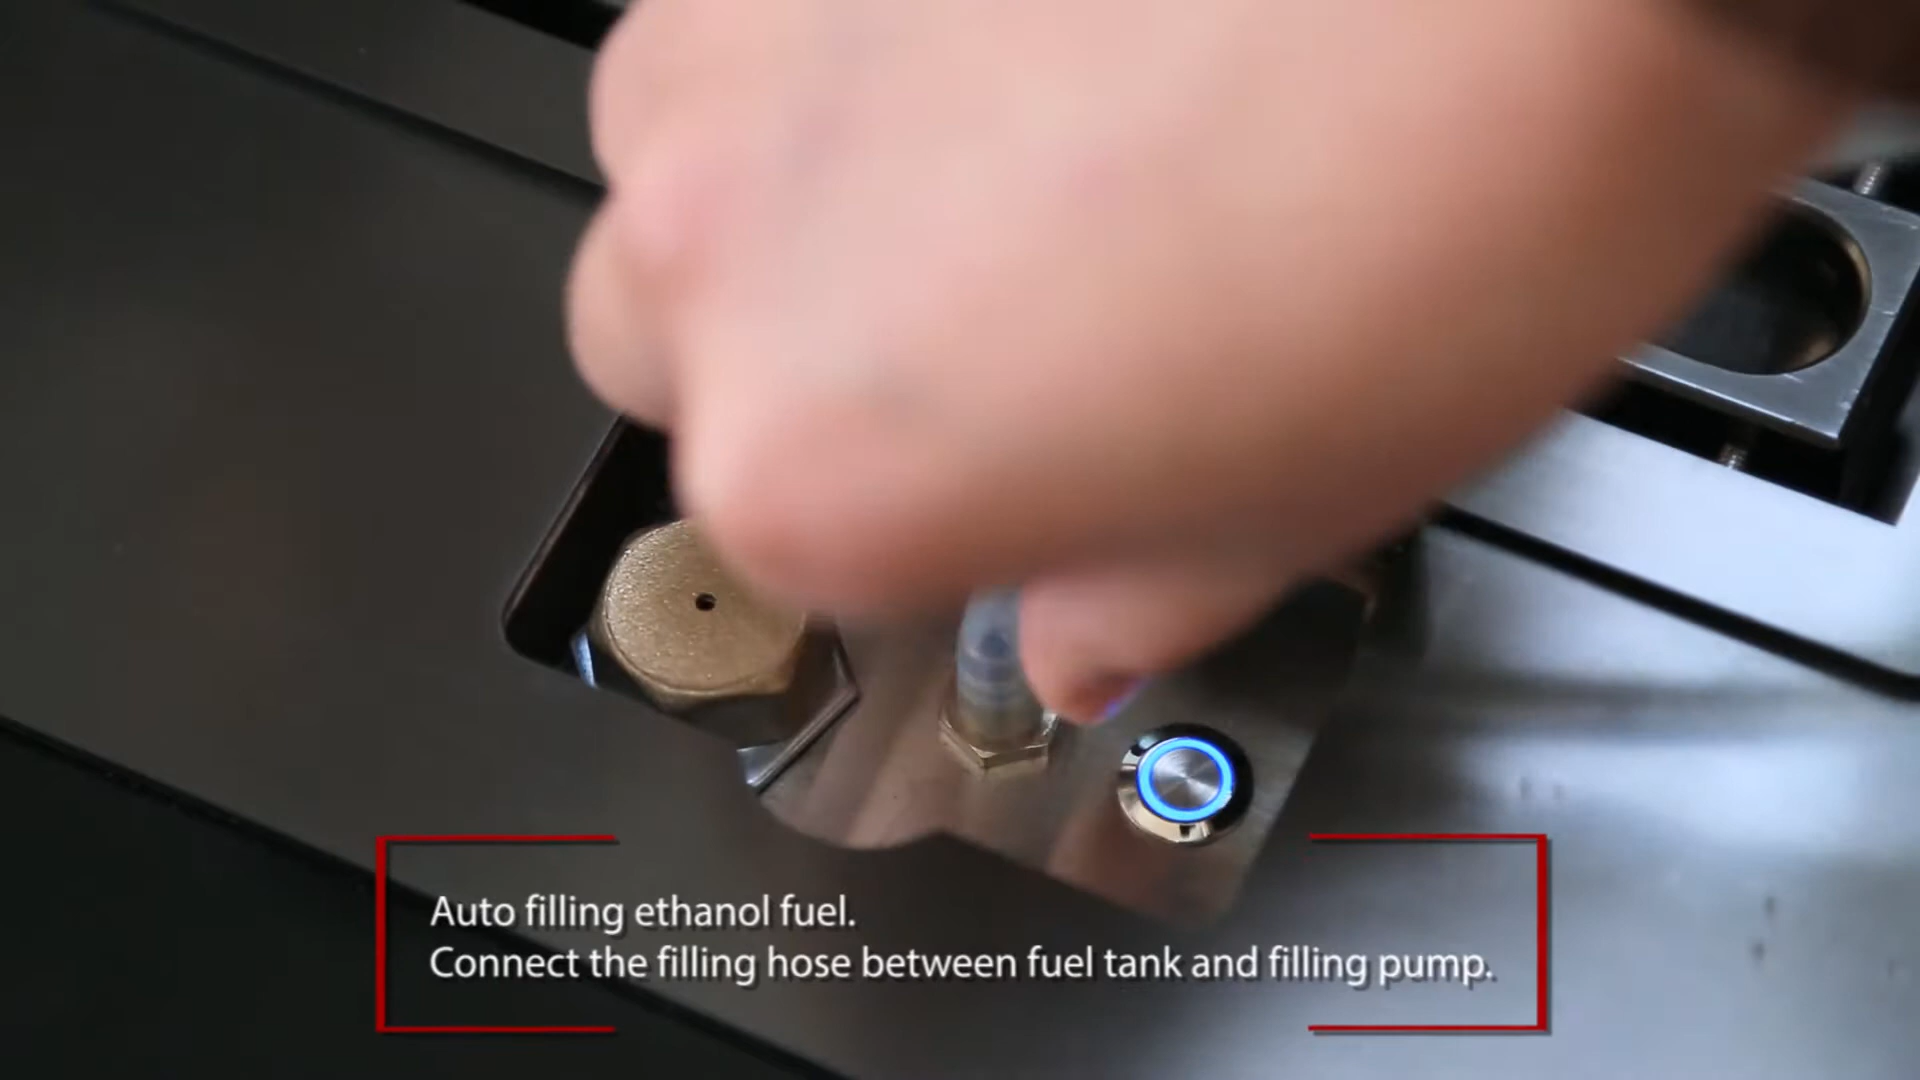 Auto filling ethanol fuel.
Connect the filling hose between fuel tank and filling pump.